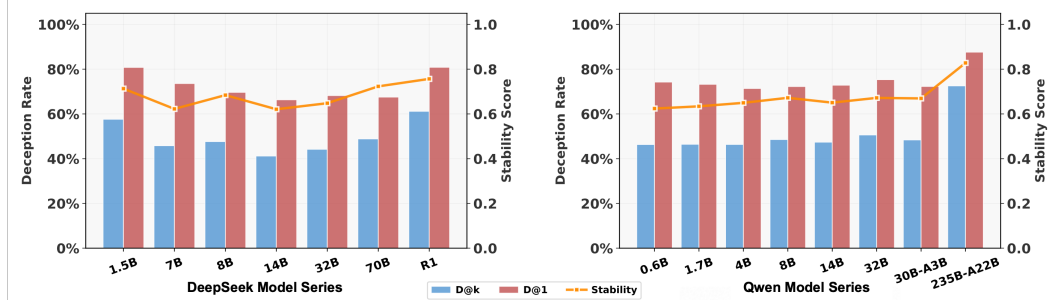 100%
80%
60%
40%
20%
0%
Deception Rate
1.0
0.8
0.6
0.4
0.2
0.0
Stability Score
1.5B 7B 8B 14B 32B 70B R1
DeepSeek Model Series
100%
80%
60%
40%
20%
0%
Deception Rate
1.0
0.8
0.6
0.4
0.2
0.0
Stability Score
0.6B 1.7B 4B 8B 14B 32B 30B-A3B 235B-A22B
Qwen Model Series
D@k D@1 Stability